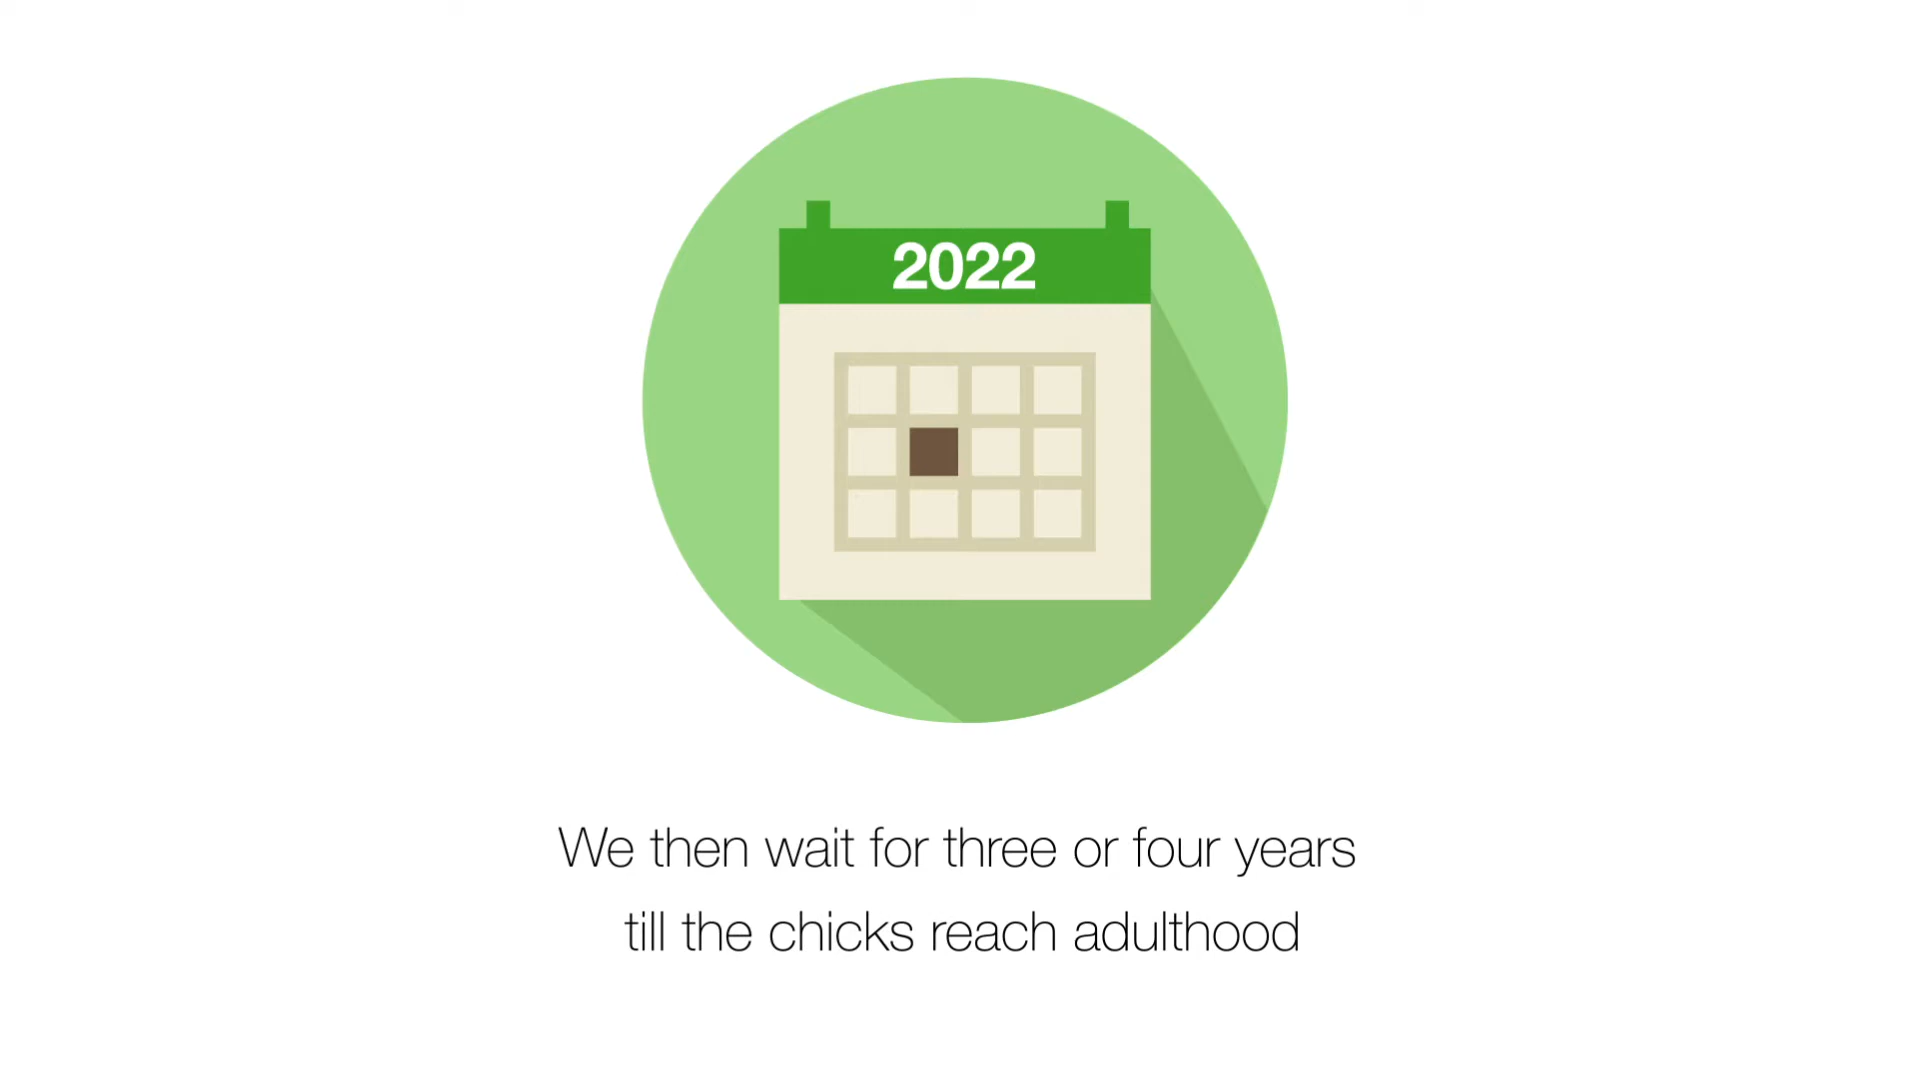 2022
We then wait for three or four years
till the chicks reach adulthood